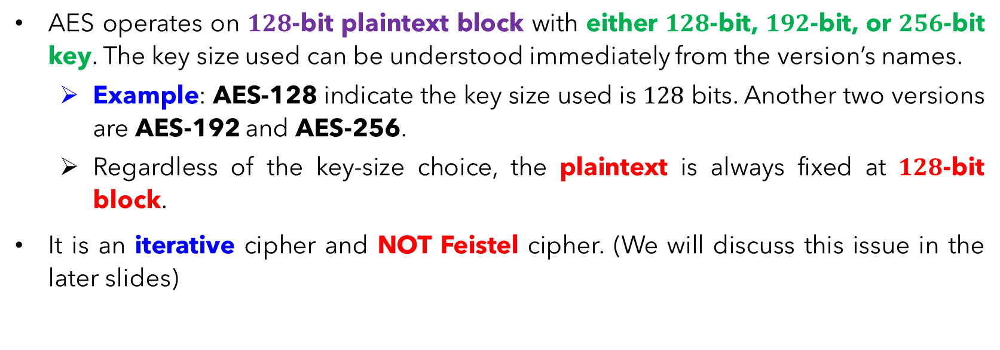 • AES operates on 128-bit plaintext block with either 128-bit, 192-bit, or 256-bit
key. The key size used can be understood immediately from the version’s names.
➢ Example: AES-128 indicate the key size used is 128 bits. Another two versions
are AES-192 and AES-256.
➢ Regardless of the key-size choice, the plaintext is always fixed at 128-bit
block.
• It is an iterative cipher and NOT Feistel cipher. (We will discuss this issue in the
later slides)